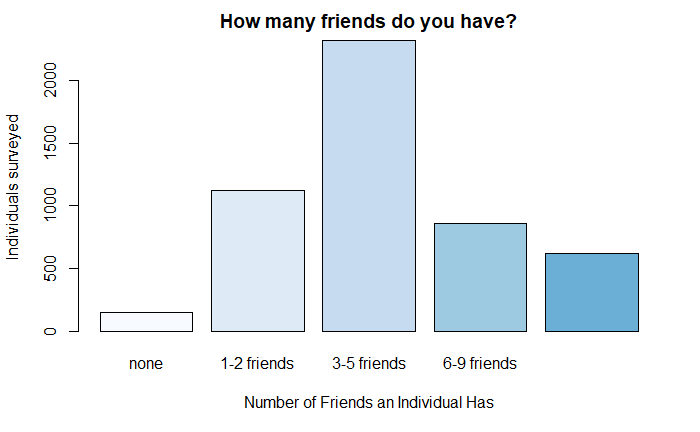 How many friends do you have?
Individuals surveyed
2000
1500
1000
500
0
none 1-2 friends 3-5 friends 6-9 friends
Number of Friends an Individual Has